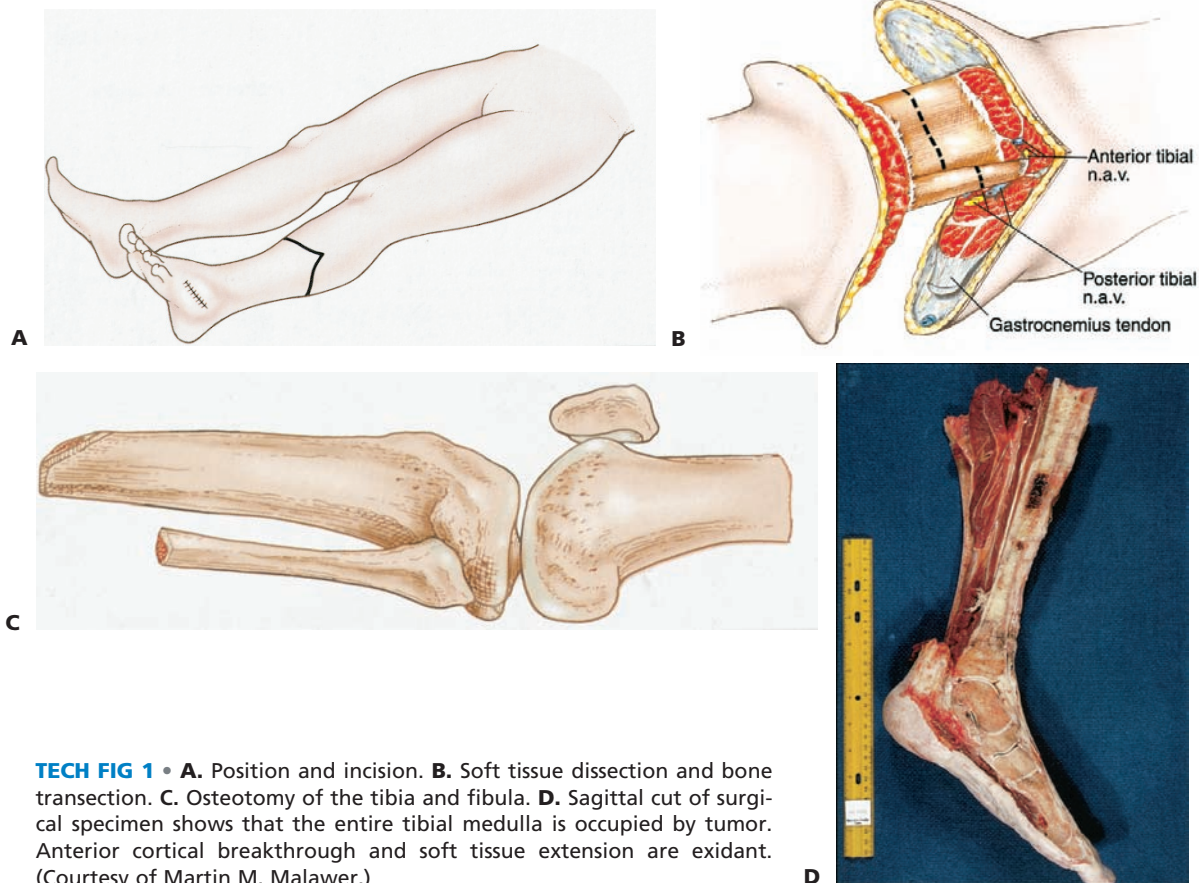 A
B
Anterior tibial
n.a.v.
Posterior tibial
n.a.v.
Gastrocnemius tendon
C
D
TECH FIG 1 • A. Position and incision. B. Soft tissue dissection and bone
transection. C. Osteotomy of the tibia and fibula. D. Sagittal cut of surgi-
cal specimen shows that the entire tibial medulla is occupied by tumor.
Anterior cortical breakthrough and soft tissue extension are exidant.
(Courtesy of Martin M. Malawer.)